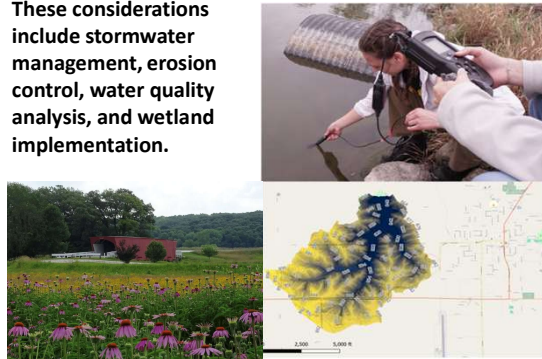 These considerations
include stormwater
management, erosion
control, water quality
analysis, and wetland
implementation.
2,500 5,000 ft